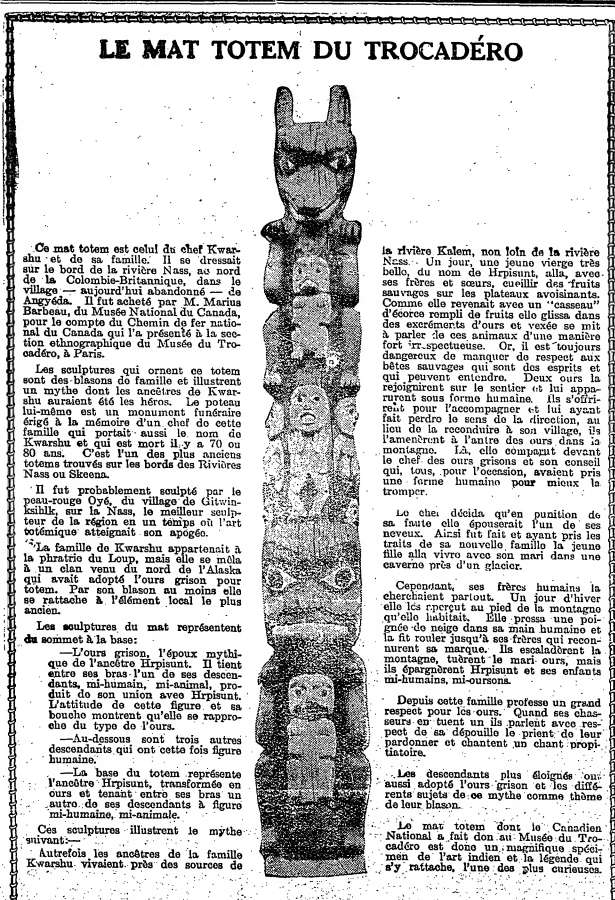 LE MAT TOTEM DU TROCADÉRO
Ce mat totem est celui du chef Kwar-
shu et de sa famille. Il se dressait
sur le bord de la rivière Nass, au nord
de la Colombie-Britannique, dans le
village — aujourd'hui abandonné — de
Angyéda. Il fut acheté par M. Marius
Barbeau, du Musée National du Canada,
pour le compte du Chemin de fer natio-
nal du Canada qui l'a présenté à la sec-
tion ethnographique du Musée du Tro-
cadéro, à Paris.
Les sculptures qui ornent ce totem
sont des blasons de famille et illustrent
un mythe dont les ancêtres de Kwar-
shu auraient été les héros. Le poteau
lui-même est un monument funéraire
érigé à la mémoire d'un chef de cette
famille qui portait aussi le nom de
Kwarshu et qui est mort il y a 70 ou
80 ans. C'est l'un des plus anciens
totems trouvés sur les bords des Rivières
Nass ou Skeena.
Il fut probablement sculpté par le
peau-rouge Oyé, du village de Gitwin-
ksihlk, sur la Nass, le meilleur sculp-
teur de la région en un temps où l'art
totémique atteignait son apogée.
La famille de Kwarshu appartenait à
la phratrie du Loup, mais elle se mêla
à un clan venu du nord de l'Alaska
qui avait adopté l'ours grison pour
totem. Par son blason au moins elle
se rattache à l'élément local le plus
ancien.
Les sculptures du mat représentent
du sommet à la base:
—L'ours grison, l'époux mythi-
que de l'ancêtre Hrpisunt. Il tient
entre ses bras l'un de ses descen-
dants, mi-humain, mi-animal, pro-
duit de son union avec Hrpisunt.
L'attitude de cette figure et sa
bouche montrent qu'elle se rappro-
che du type de l'ours.
—Au-dessous sont trois autres
descendants qui ont cette fois figure
humaine.
—La base du totem représente
l'ancêtre Hrpisunt, transformée en
ours et tenant entre ses bras un
autre de ses descendants à figure
mi-humaine, mi-animale.
Ces sculptures illustrent le mythe
suivant:—
Autrefois les ancêtres de la famille
Kwarshu vivaient près des sources de
la rivière Kalem, non loin de la rivière
Nass. Un jour, une jeune vierge très
belle, du nom de Hrpisunt, alla, avec
ses frères et sœurs, cueillir des fruits
sauvages sur les plateaux avoisinants.
Comme elle revenait avec un "casseau"
d'écorce rempli de fruits elle glissa dans
des excréments d'ours et vexée se mit
à parler de ces animaux d'une manière
fort irrespectueuse. Or, il est toujours
dangereux de manquer de respect aux
bêtes sauvages qui sont des esprits et
qui peuvent entendre. Deux ours la
rejoignirent sur le sentier et lui appa-
rurent sous forme humaine. Ils s'offri-
rent pour l'accompagner et lui ayant
fait perdre le sens de la direction, au
lieu de la reconduire à son village, ils
l'amenèrent à l'antre des ours dans la
montagne. Là, elle comparut devant
le chef des ours grisons et son conseil
qui, tous, pour l'occasion, avaient pris
une forme humaine pour mieux la
tromper.
Le chef décida qu'en punition de
sa faute elle épouserait l'un de ses
neveux. Ainsi fut fait et ayant pris les
traits de sa nouvelle famille la jeune
fille alla vivre avec son mari dans une
caverne près d'un glacier.
Cependant, ses frères humains la
cherchaient partout. Un jour d'hiver
elle les aperçut au pied de la montagne
qu'elle habitait. Elle pressa une poi-
gnée de neige dans sa main humaine et
la fit rouler jusqu'à ses frères qui recon-
nurent sa marque. Ils escaladèrent la
montagne, tuèrent le mari ours, mais
ils épargnèrent Hrpisunt et ses enfants
mi-humains, mi-oursons.
Depuis cette famille professe un grand
respect pour les ours. Quand ses chas-
seurs en tuent un ils parlent avec res-
pect de sa dépouille le prient de leur
pardonner et chantent un chant propi-
tiatoire.
Les descendants plus éloignés ont
aussi adopté l'ours grison et les diffé-
rents sujets de ce mythe comme thème
de leur blason.
Le mat totem dont le Canadien
National a fait don au Musée du Tro-
cadéro est donc un magnifique spéci-
men de l'art indien et la légende qui
s'y rattache, l'une des plus curieuses.